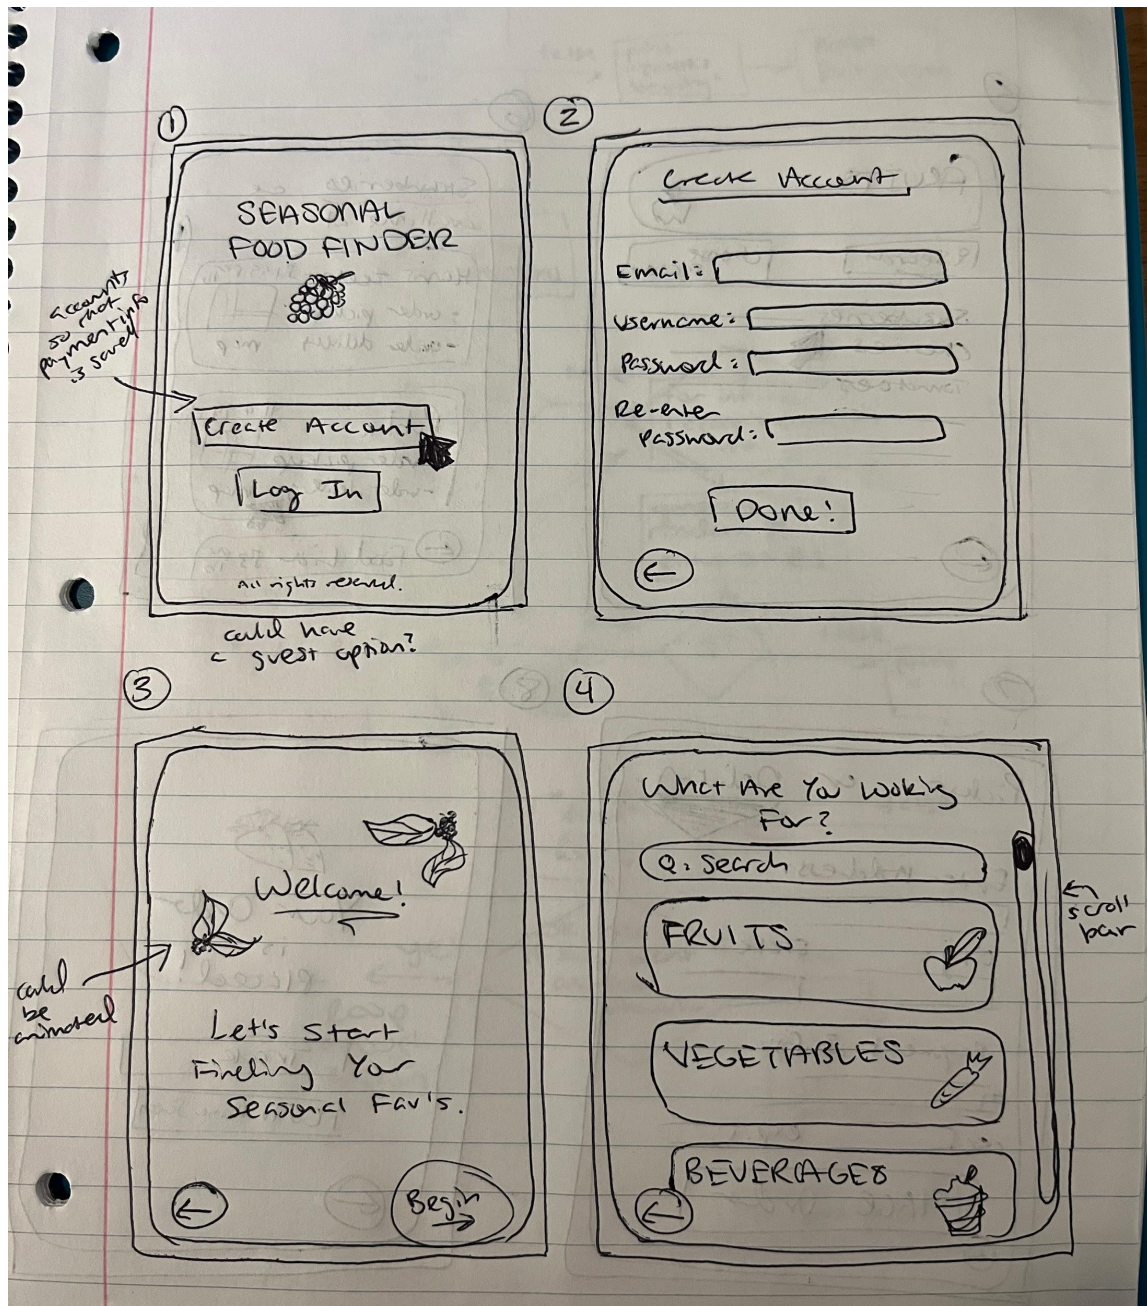 1
SEASONAL
FOOD FINDER
accounts
so that
payment info
is saved
Create Account
Log In
All rights reserved.
could have
a guest option?
2
Create Account
Email:
Username:
Password:
Re-enter
Password:
Done!
←
3
Welcome!
could
be
animated
Let's Start
Finding Your
Seasonal Fav's.
←
Begin
→
4
What Are You Looking
For?
Search
scroll
bar
FRUITS
VEGETABLES
BEVERAGES
←